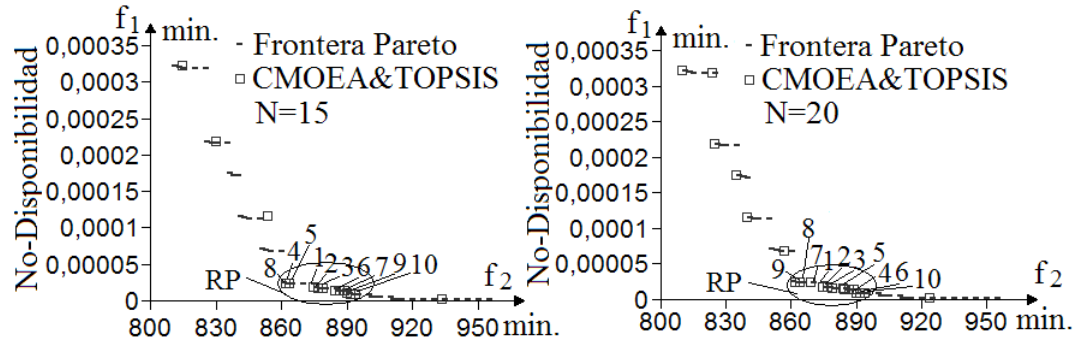 f1 min.
No-Disponibilidad
0,00035
0,0003
0,00025
0,0002
0,00015
0,0001
0,00005
0
- Frontera Pareto
□ CMOEA&TOPSIS
N=15
5
8 4 12 3 6 7 9 10
RP
f2
800 830 860 890 920 950 min.
f1 min.
No-Disponibilidad
0,00035
0,0003
0,00025
0,0002
0,00015
0,0001
0,00005
0
- Frontera Pareto
□ CMOEA&TOPSIS
N=20
8
9 7 1 2 3 5 4 6 10
RP
f2
800 830 860 890 920 950 min.